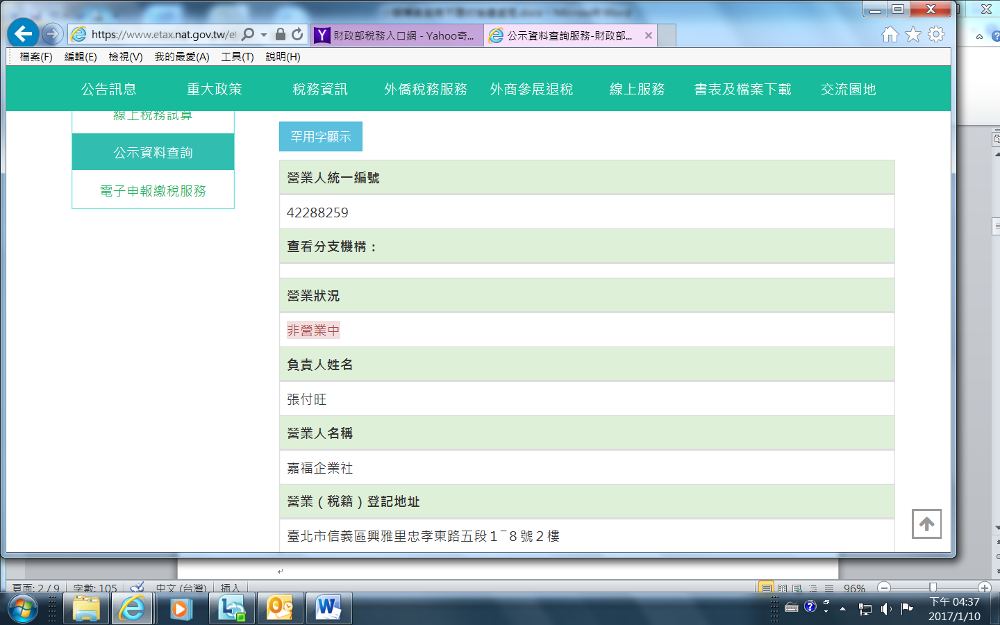 https://www.etax.nat.gov.tw/et
財政部稅務入口網 - Yahoo奇...
公示資料查詢服務-財政部...
檔案(F) 編輯(E) 檢視(V) 我的最愛(A) 工具(T) 說明(H)
公告訊息 重大政策 稅務資訊 外僑稅務服務 外商參展退稅 線上服務 書表及檔案下載 交流園地
線上稅務試算
公示資料查詢
電子申報繳稅服務
罕用字顯示
營業人統一編號
42288259
查看分支機構：
營業狀況
非營業中
負責人姓名
張付旺
營業人名稱
嘉福企業社
營業（稅籍）登記地址
臺北市信義區興雅里忠孝東路五段１‾８號２樓
頁面: 2 / 9 字數: 105 中文 (台灣) 插入 96%
下午 04:37
2017/1/10